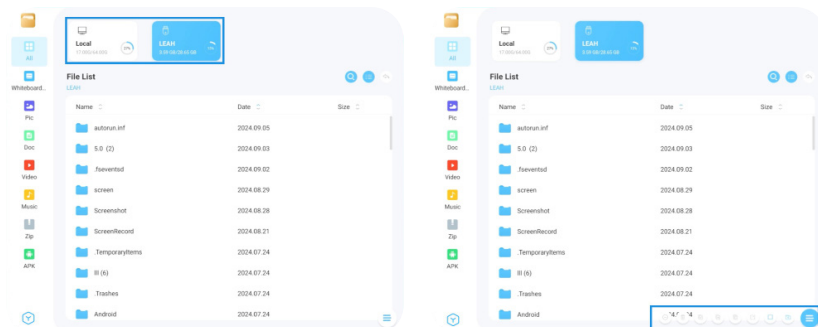 Local
LEAH
All
File List
LEAH
Whiteboard..
Name
Date
Size
Pic
autorun.inf
2024.09.05
Doc
5.0 (2)
2024.09.03
.fseventsd
2024.09.02
Video
screen
2024.08.29
Music
Screenshot
2024.08.28
ScreenRecord
2024.08.21
Zip
.TemporaryItems
2024.07.24
APK
III (6)
2024.07.24
.Trashes
2024.07.24
Android
2024.07.24
Local
LEAH
All
File List
LEAH
Whiteboard..
Name
Date
Size
Pic
autorun.inf
2024.09.05
Doc
5.0 (2)
2024.09.03
.fseventsd
2024.09.02
Video
screen
2024.08.29
Music
Screenshot
2024.08.28
ScreenRecord
2024.08.21
Zip
.TemporaryItems
2024.07.24
APK
III (6)
2024.07.24
.Trashes
2024.07.24
Android